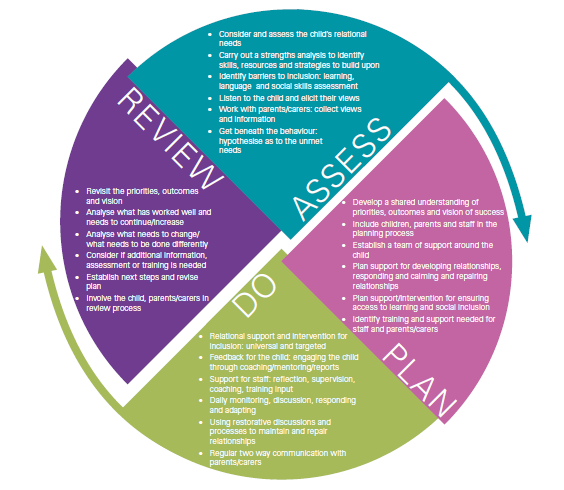 ASSESS
• Consider and assess the child's relational
needs
• Carry out a strengths analysis to identify
skills, resources and strategies to build upon
• Identify barriers to inclusion: learning,
language and social skills assessment
• Listen to the child and elicit their views
• Work with parents/carers: collect views
and information
• Get beneath the behaviour:
hypothesise as to the unmet
needs
PLAN
• Develop a shared understanding of
priorities, outcomes and vision of success
• Include children, parents and staff in the
planning process
• Establish a team of support around the
child
• Plan support for developing relationships,
responding and calming and repairing
relationships
• Plan support/intervention for ensuring
access to learning and social inclusion
• Identify training and support needed for
staff and parents/carers
DO
• Relational support and intervention for
inclusion: universal and targeted
• Feedback for the child: engaging the child
through coaching/mentoring/reports
• Support for staff: reflection, supervision,
coaching, training input
• Daily monitoring, discussion, responding
and adapting
• Using restorative discussions and
processes to maintain and repair
relationships
• Regular two way communication with
parents/carers
REVIEW
• Revisit the priorities, outcomes
and vision
• Analyse what has worked well and
needs to continue/increase
• Analyse what needs to change/
what needs to be done differently
• Consider if additional information,
assessment or training is needed
• Establish next steps and revise
plan
• Involve the child, parents/carers in
review process